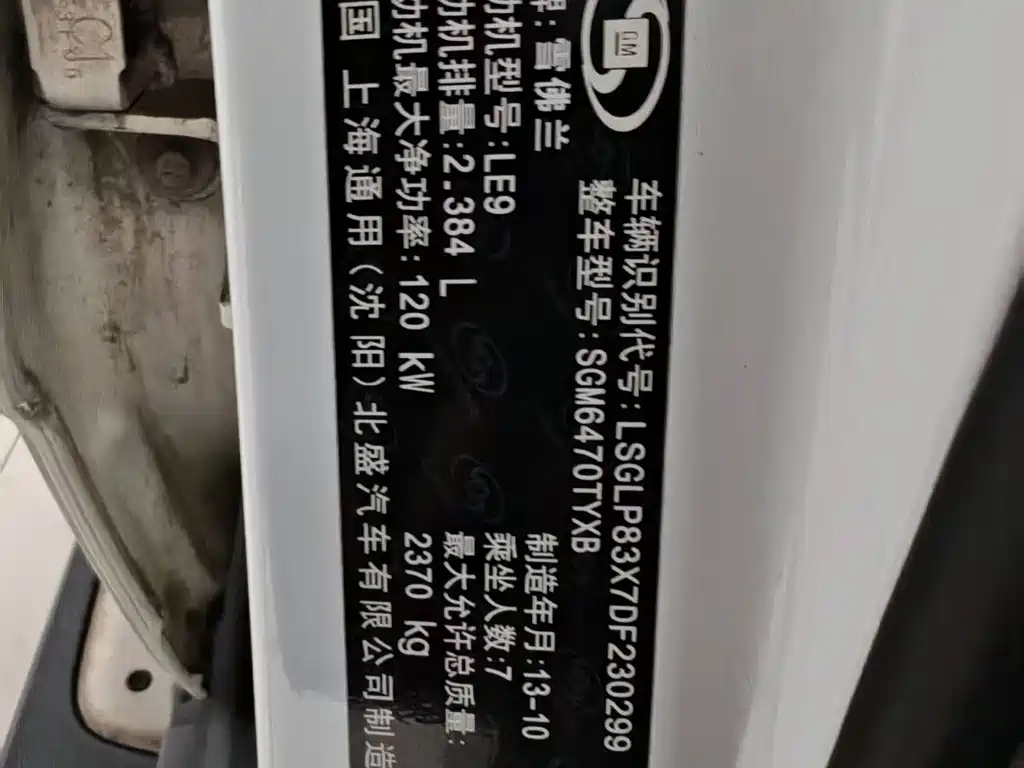 GM
车辆识别代号:LSGLP83X7DF230299
整车型号:SGM6470TYXB
牌:雪佛兰 制造年月:13-10
动机型号:LE9 乘坐人数:7
动机排量:2.384 L 最大允许总质量:
动机最大净功率:120 kW 2370 kg
国 上海通用(沈阳)北盛汽车有限公司制造